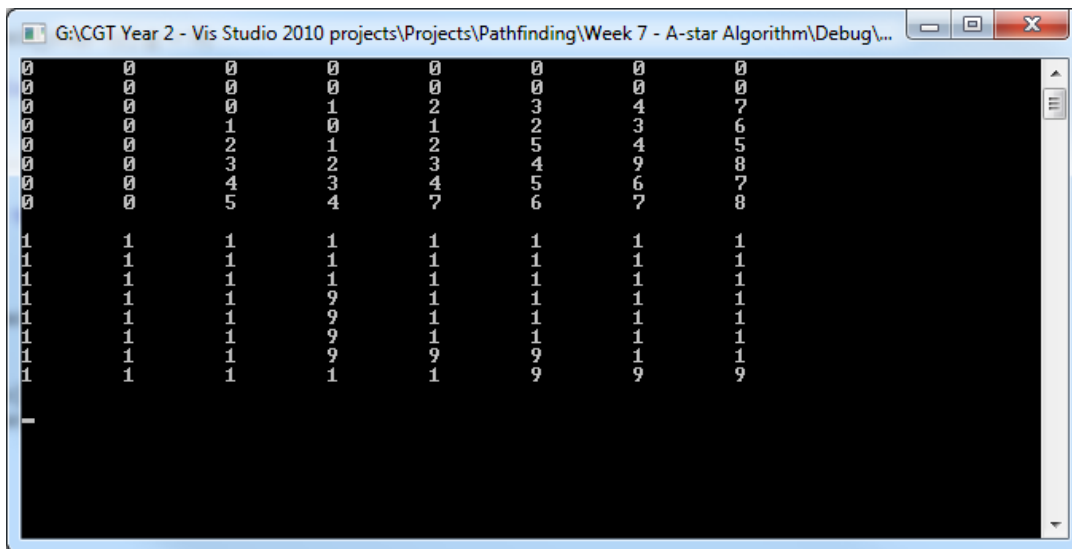 G:\CGT Year 2 - Vis Studio 2010 projects\Projects\Pathfinding\Week 7 - A-star Algorithm\Debug\...
0 0 0 0 0 0 0 0
0 0 0 0 0 0 0 0
0 0 0 1 2 3 4 7
0 0 1 0 1 2 3 6
0 0 2 1 2 5 4 5
0 0 3 2 3 4 9 8
0 0 4 3 4 5 6 7
0 0 5 4 7 6 7 8
1 1 1 1 1 1 1 1
1 1 1 1 1 1 1 1
1 1 1 1 1 1 1 1
1 1 1 9 1 1 1 1
1 1 1 9 1 1 1 1
1 1 1 9 1 1 1 1
1 1 1 9 9 9 1 1
1 1 1 1 1 9 9 9